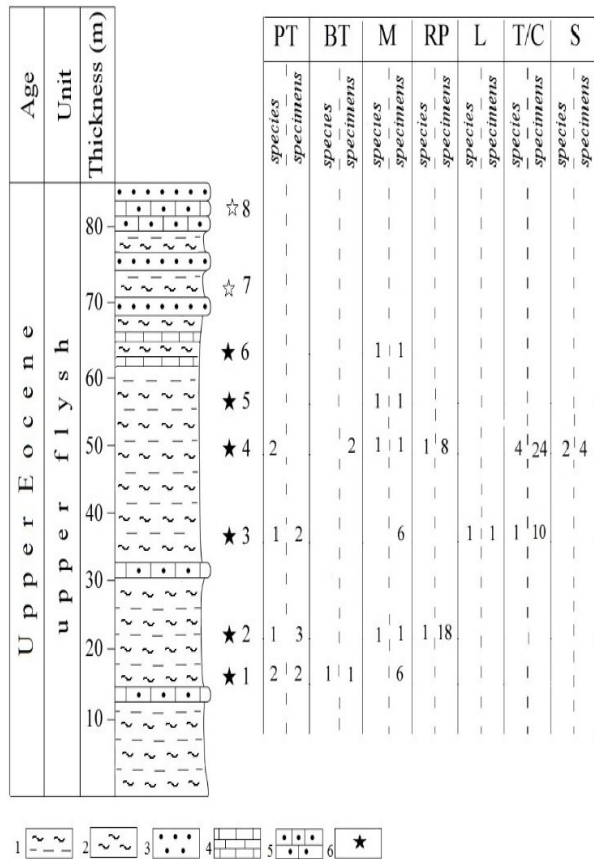 PT BT M RP L T/C S
Age
Unit
Thickness (m)
species specimens species specimens species specimens species specimens species specimens species specimens species specimens
Upper Eocene
upper flysh
80
☆ 8
70
☆ 7
★ 6 1 1
60
★ 5 1 1
50
★ 4 2 2 1 1 1 8 4 24 2 4
40
★ 3 1 2 6 1 1 1 10
30
★ 2 1 3 1 1 1 18
20
★ 1 2 2 1 1 6
10
1 2 3 4 5 6 ★